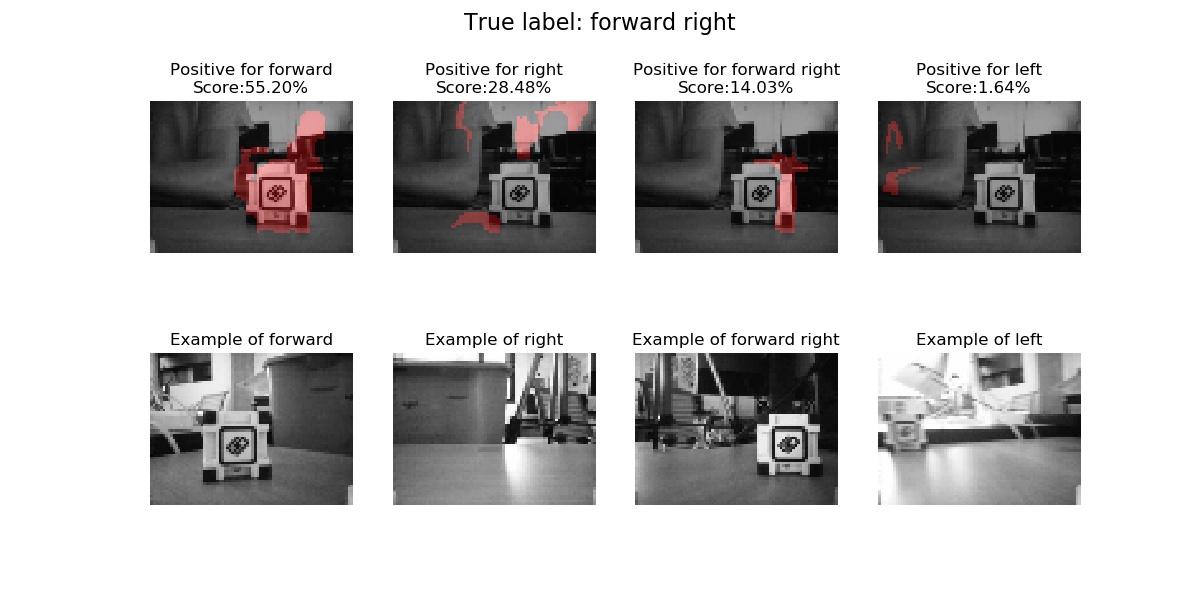 True label: forward right
Positive for forward
Score:55.20%
Positive for right
Score:28.48%
Positive for forward right
Score:14.03%
Positive for left
Score:1.64%
Example of forward
Example of right
Example of forward right
Example of left